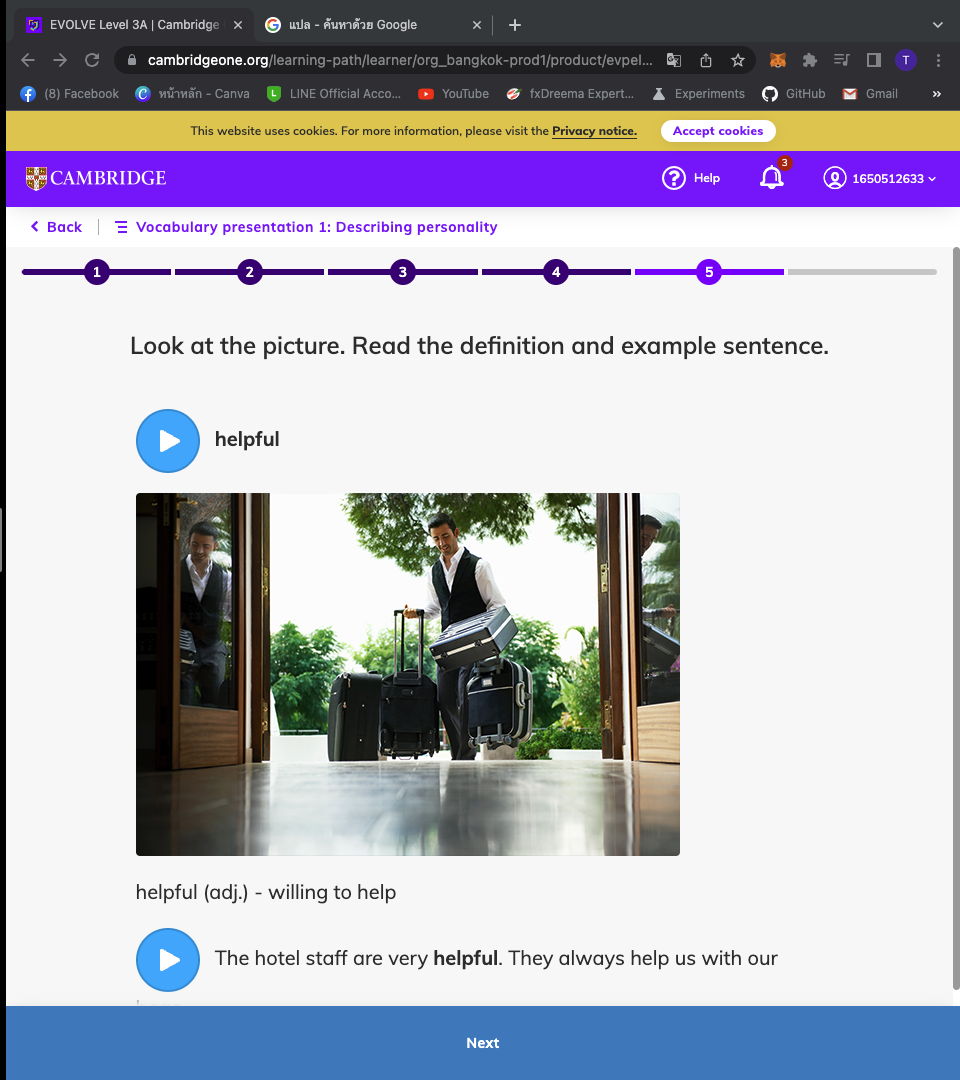 EVOLVE Level 3A | Cambridge
แปล - ค้นหาด้วย Google
cambridgeone.org/learning-path/learner/org_bangkok-prod1/product/evpel...
T
(8) Facebook
หน้าหลัก - Canva
LINE Official Acco...
YouTube
fxDreema Expert...
Experiments
GitHub
Gmail
»
This website uses cookies. For more information, please visit the Privacy notice.
Accept cookies
CAMBRIDGE
Help
3
1650512633
Back
Vocabulary presentation 1: Describing personality
1 2 3 4 5
Look at the picture. Read the definition and example sentence.
helpful
helpful (adj.) - willing to help
The hotel staff are very helpful. They always help us with our
Next